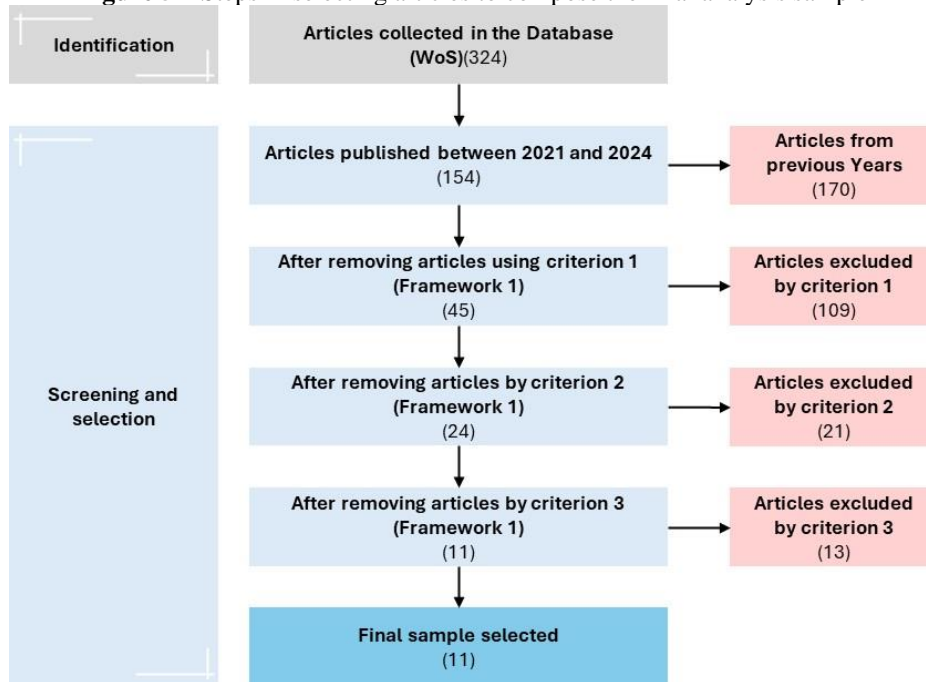 Identification
Articles collected in the Database
(WoS)(324)
Articles published between 2021 and 2024
(154)
Articles from
previous Years
(170)
After removing articles using criterion 1
(Framework 1)
(45)
Articles excluded
by criterion 1
(109)
Screening and
selection
After removing articles by criterion 2
(Framework 1)
(24)
Articles excluded
by criterion 2
(21)
After removing articles by criterion 3
(Framework 1)
(11)
Articles excluded
by criterion 3
(13)
Final sample selected
(11)